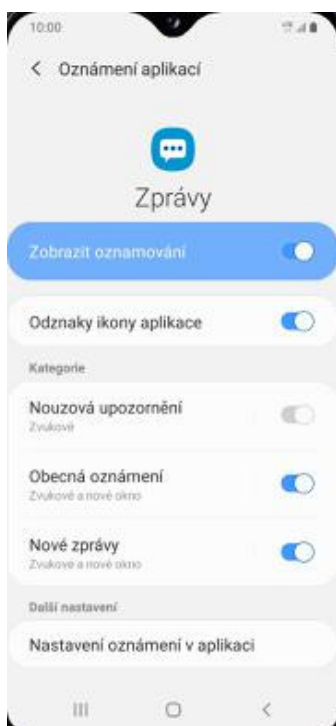 10:00
Oznámení aplikací
Zprávy
Zobrazit oznamování
Odznaky ikony aplikace
Kategorie
Nouzová upozornění
Zvukové
Obecná oznámení
Zvukové a nové okno
Nové zprávy
Zvukové a nové okno
Další nastavení
Nastavení oznámení v aplikaci